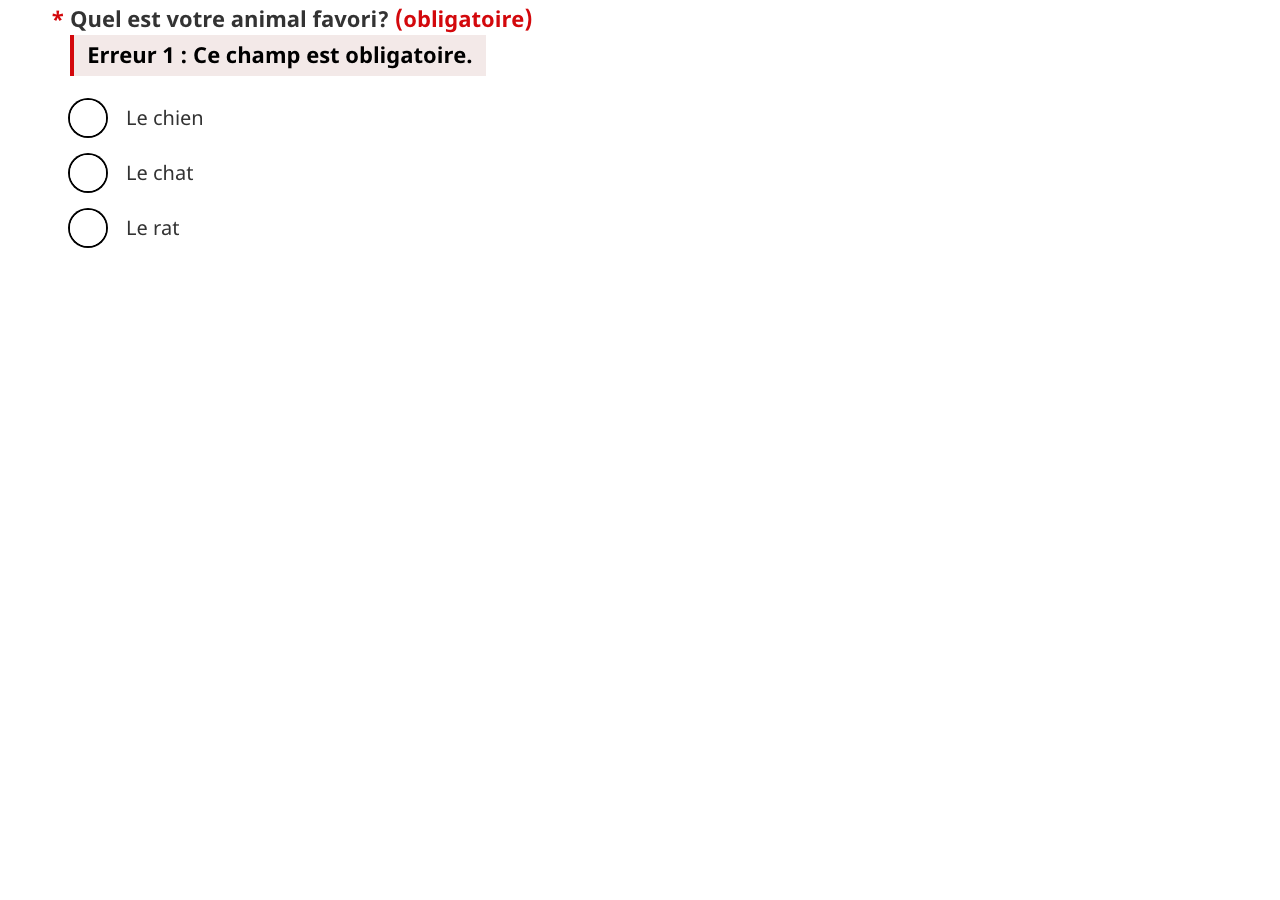 * Quel est votre animal favori? (obligatoire)
Erreur 1 : Ce champ est obligatoire.
Le chien
Le chat
Le rat